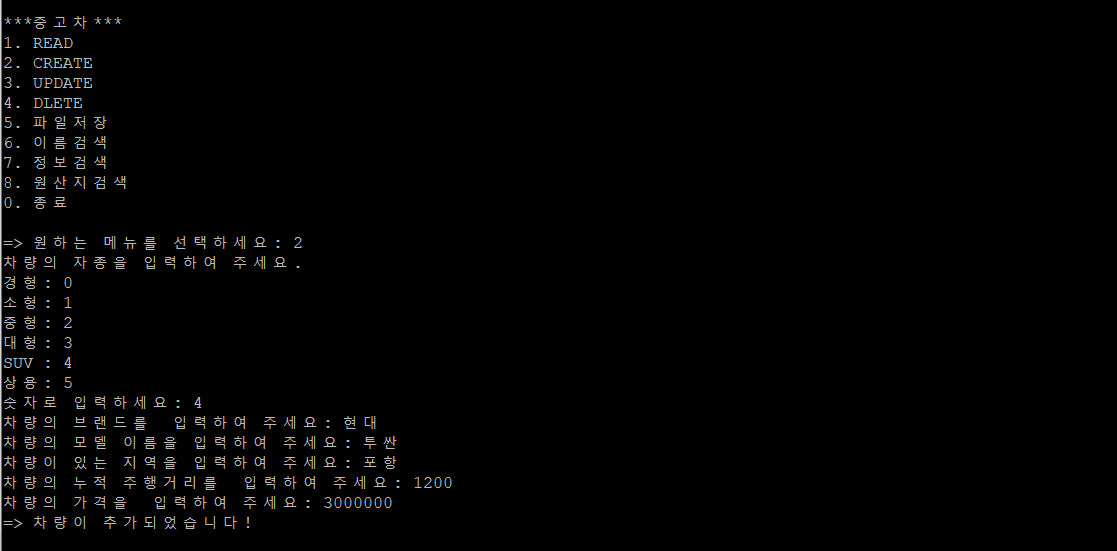 ***중고차***
1. READ
2. CREATE
3. UPDATE
4. DLETE
5. 파일저장
6. 이름검색
7. 정보검색
8. 원산지검색
0. 종료
=> 원하는 메뉴를 선택하세요: 2
차량의 자종을 입력하여 주세요.
경형: 0
소형: 1
중형: 2
대형: 3
SUV : 4
상용: 5
숫자로 입력하세요: 4
차량의 브랜드를  입력하여 주세요: 현대
차량의 모델 이름을 입력하여 주세요: 투싼
차량이 있는 지역을 입력하여 주세요: 포항
차량의 누적 주행거리를  입력하여 주세요: 1200
차량의 가격을  입력하여 주세요: 3000000
=> 차량이 추가되었습니다!